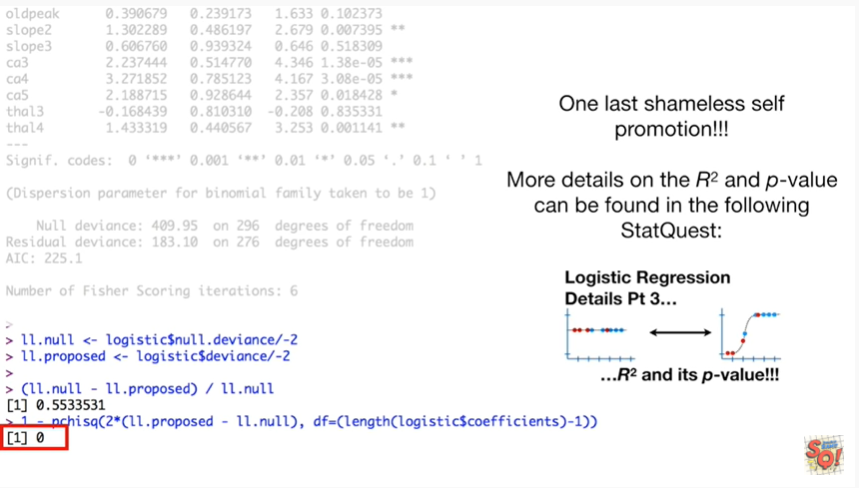 oldpeak 0.390679 0.239173 1.633 0.102373
slope2 1.302289 0.486197 2.679 0.007395 **
slope3 0.606760 0.939324 0.646 0.518309
ca3 2.237444 0.514770 4.346 1.38e-05 ***
ca4 3.271852 0.785123 4.167 3.08e-05 ***
ca5 2.188715 0.928644 2.357 0.018428 *
thal3 -0.168439 0.810310 -0.208 0.835331
thal4 1.433319 0.440567 3.253 0.001141 **
---
Signif. codes: 0 ‘***’ 0.001 ‘**’ 0.01 ‘*’ 0.05 ‘.’ 0.1 ‘ ’ 1
(Dispersion parameter for binomial family taken to be 1)
Null deviance: 409.95 on 296 degrees of freedom
Residual deviance: 183.10 on 276 degrees of freedom
AIC: 225.1
Number of Fisher Scoring iterations: 6
>
> ll.null <- logistic$null.deviance/-2
> ll.proposed <- logistic$deviance/-2
>
> (ll.null - ll.proposed) / ll.null
[1] 0.5533531
> 1 - pchisq(2*(ll.proposed - ll.null), df=(length(logistic$coefficients)-1))
[1] 0
One last shameless self
promotion!!!
More details on the R² and p-value
can be found in the following
StatQuest:
Logistic Regression
Details Pt 3...
...R² and its p-value!!!
SQ!